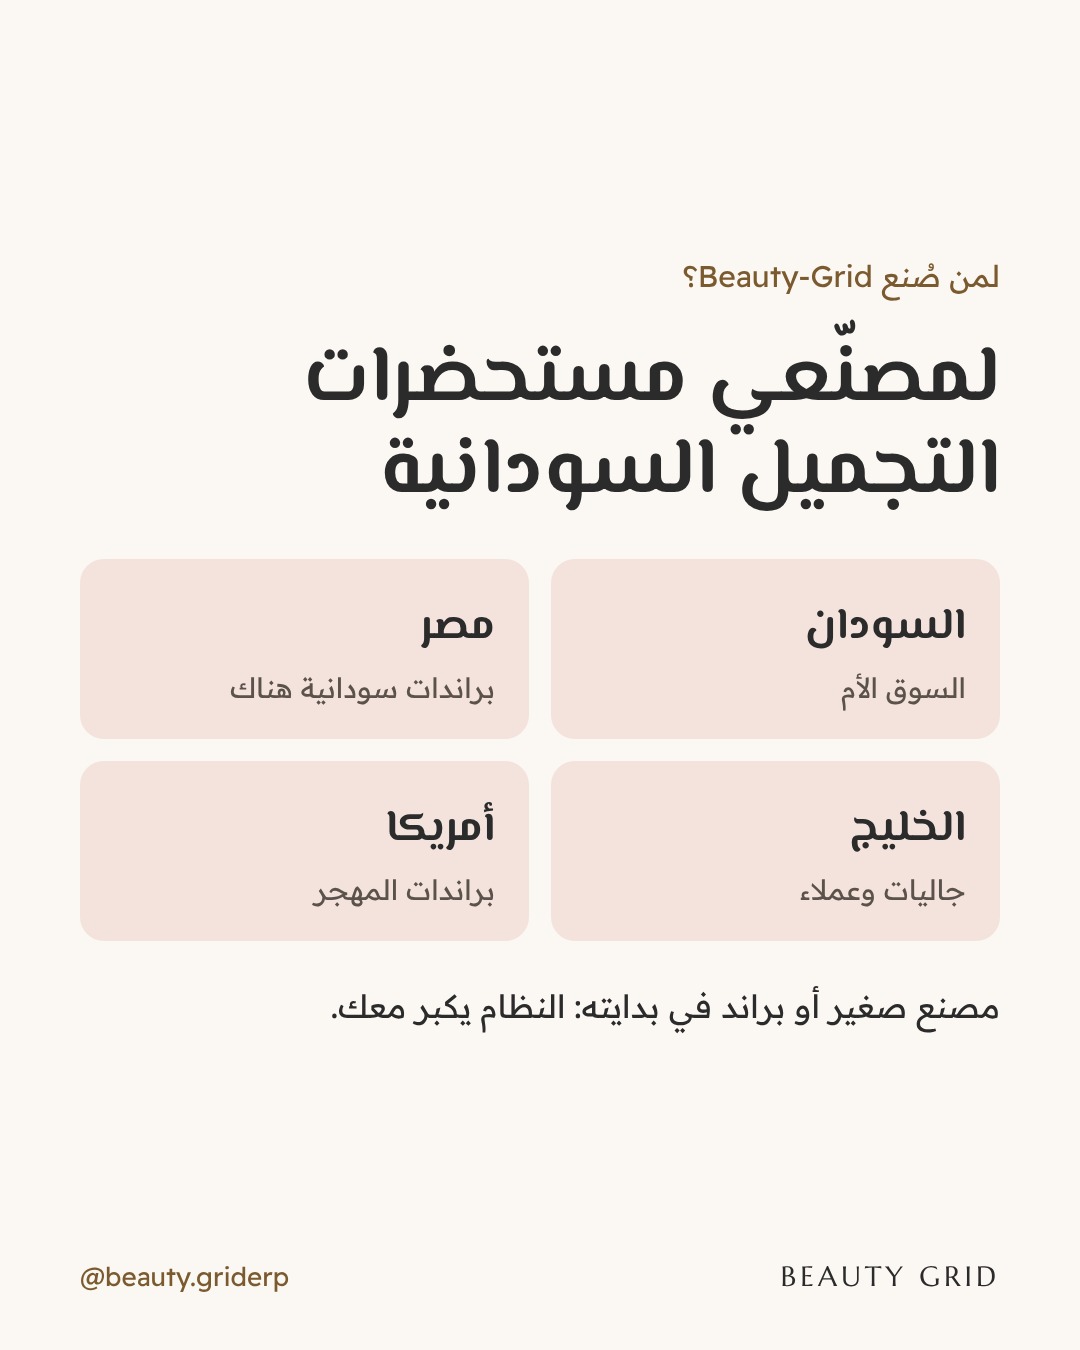 لمن صُنع Beauty-Grid؟
لمصنّعي مستحضرات
التجميل السودانية
السودان
السوق الأم
مصر
براندات سودانية هناك
الخليج
جاليات وعملاء
أمريكا
براندات المهجر
مصنع صغير أو براند في بدايته: النظام يكبر معك.
BEAUTY GRID
@beauty.griderp